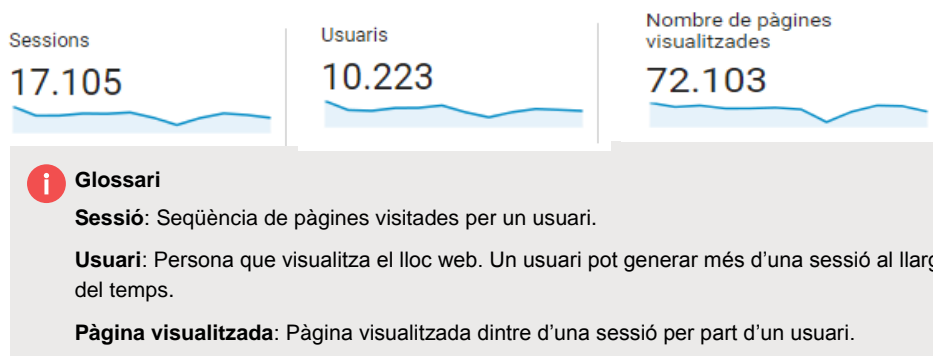 Sessions
17.105
Usuaris
10.223
Nombre de pàgines
visualitzades
72.103
i
Glossari
Sessió: Seqüència de pàgines visitades per un usuari.
Usuari: Persona que visualitza el lloc web. Un usuari pot generar més d'una sessió al llarg
del temps.
Pàgina visualitzada: Pàgina visualitzada dintre d'una sessió per part d'un usuari.